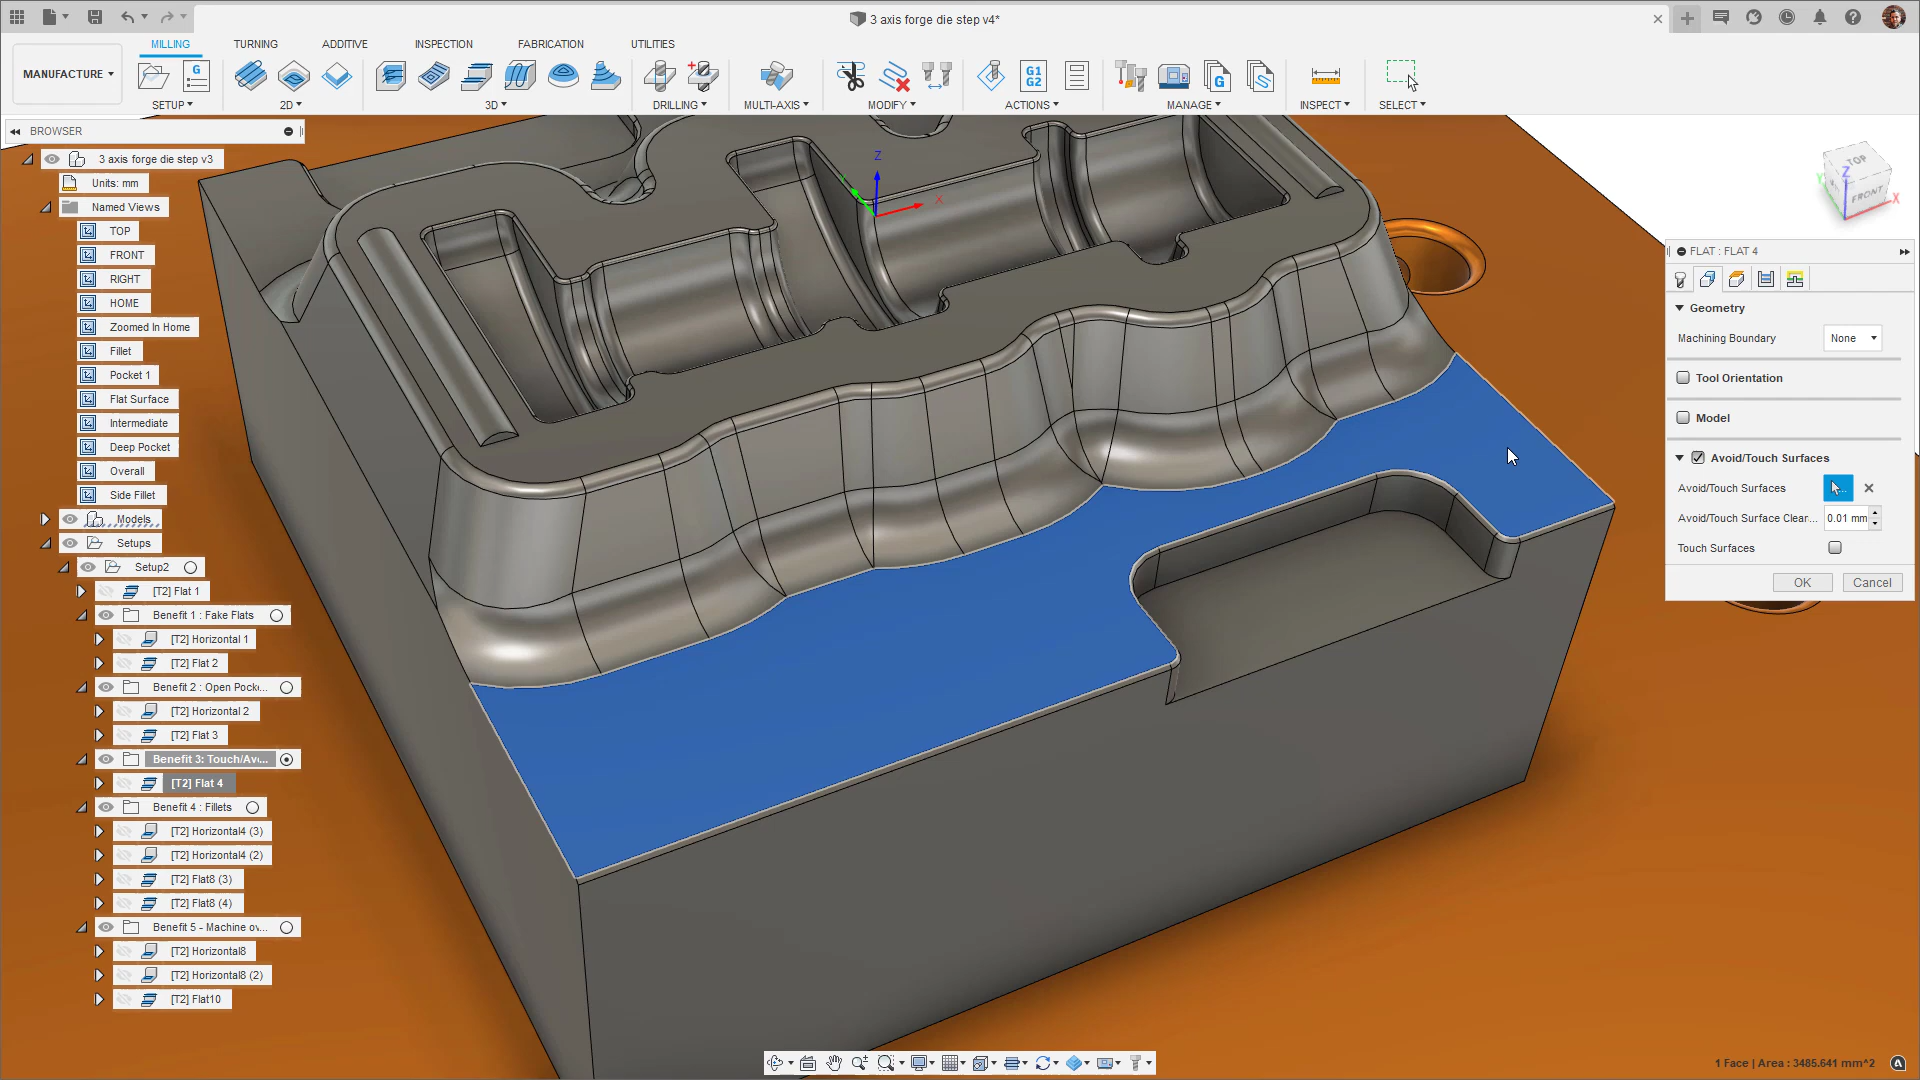 3 axis forge die step v4*
MILLING TURNING ADDITIVE INSPECTION FABRICATION UTILITIES
MANUFACTURE
G
G1
G2
G
SETUP 2D 3D DRILLING MULTI-AXIS MODIFY ACTIONS MANAGE INSPECT SELECT
BROWSER
3 axis forge die step v3
Units: mm
Named Views
TOP
FRONT
RIGHT
HOME
Zoomed In Home
Fillet
Pocket 1
Flat Surface
Intermediate
Deep Pocket
Overall
Side Fillet
Models
Setups
Setup2
[T2] Flat 1
Benefit 1 : Fake Flats
[T2] Horizontal 1
[T2] Flat 2
Benefit 2 : Open Pock...
[T2] Horizontal 2
[T2] Flat 3
Benefit 3: Touch/Av...
[T2] Flat 4
Benefit 4 : Fillets
[T2] Horizontal4 (3)
[T2] Horizontal4 (2)
[T2] Flat8 (3)
[T2] Flat8 (4)
Benefit 5 - Machine ov...
[T2] Horizontal8
[T2] Horizontal8 (2)
[T2] Flat10
Z
X
TOP
FRONT
Z
Y
X
FLAT : FLAT 4
Geometry
Machining Boundary None
Tool Orientation
Model
Avoid/Touch Surfaces
Avoid/Touch Surfaces
Avoid/Touch Surface Clear... 0.01 mm
Touch Surfaces
OK Cancel
1 Face | Area : 3485.641 mm^2